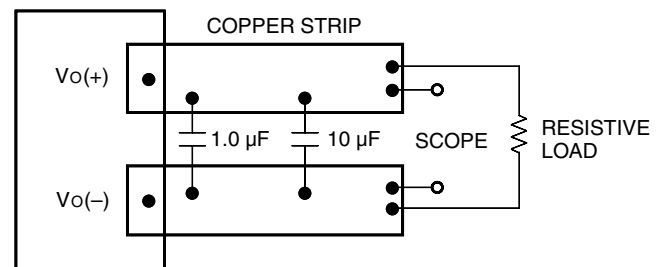 COPPER STRIP
VO(+)
1.0 µF
10 µF
SCOPE
RESISTIVE
LOAD
VO(–)